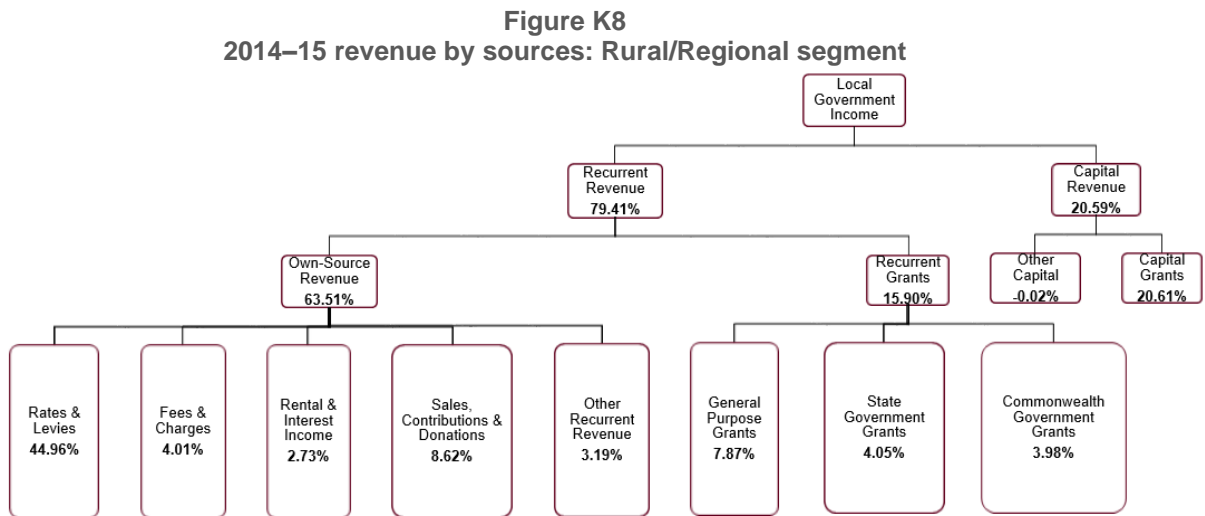 Figure K8
2014–15 revenue by sources: Rural/Regional segment
Local
Government
Income
Recurrent
Revenue
79.41%
Capital
Revenue
20.59%
Own-Source
Revenue
63.51%
Recurrent
Grants
15.90%
Other
Capital
-0.02%
Capital
Grants
20.61%
Rates &
Levies
44.96%
Fees &
Charges
4.01%
Rental &
Interest
Income
2.73%
Sales,
Contributions &
Donations
8.62%
Other
Recurrent
Revenue
3.19%
General
Purpose
Grants
7.87%
State
Government
Grants
4.05%
Commonwealth
Government
Grants
3.98%